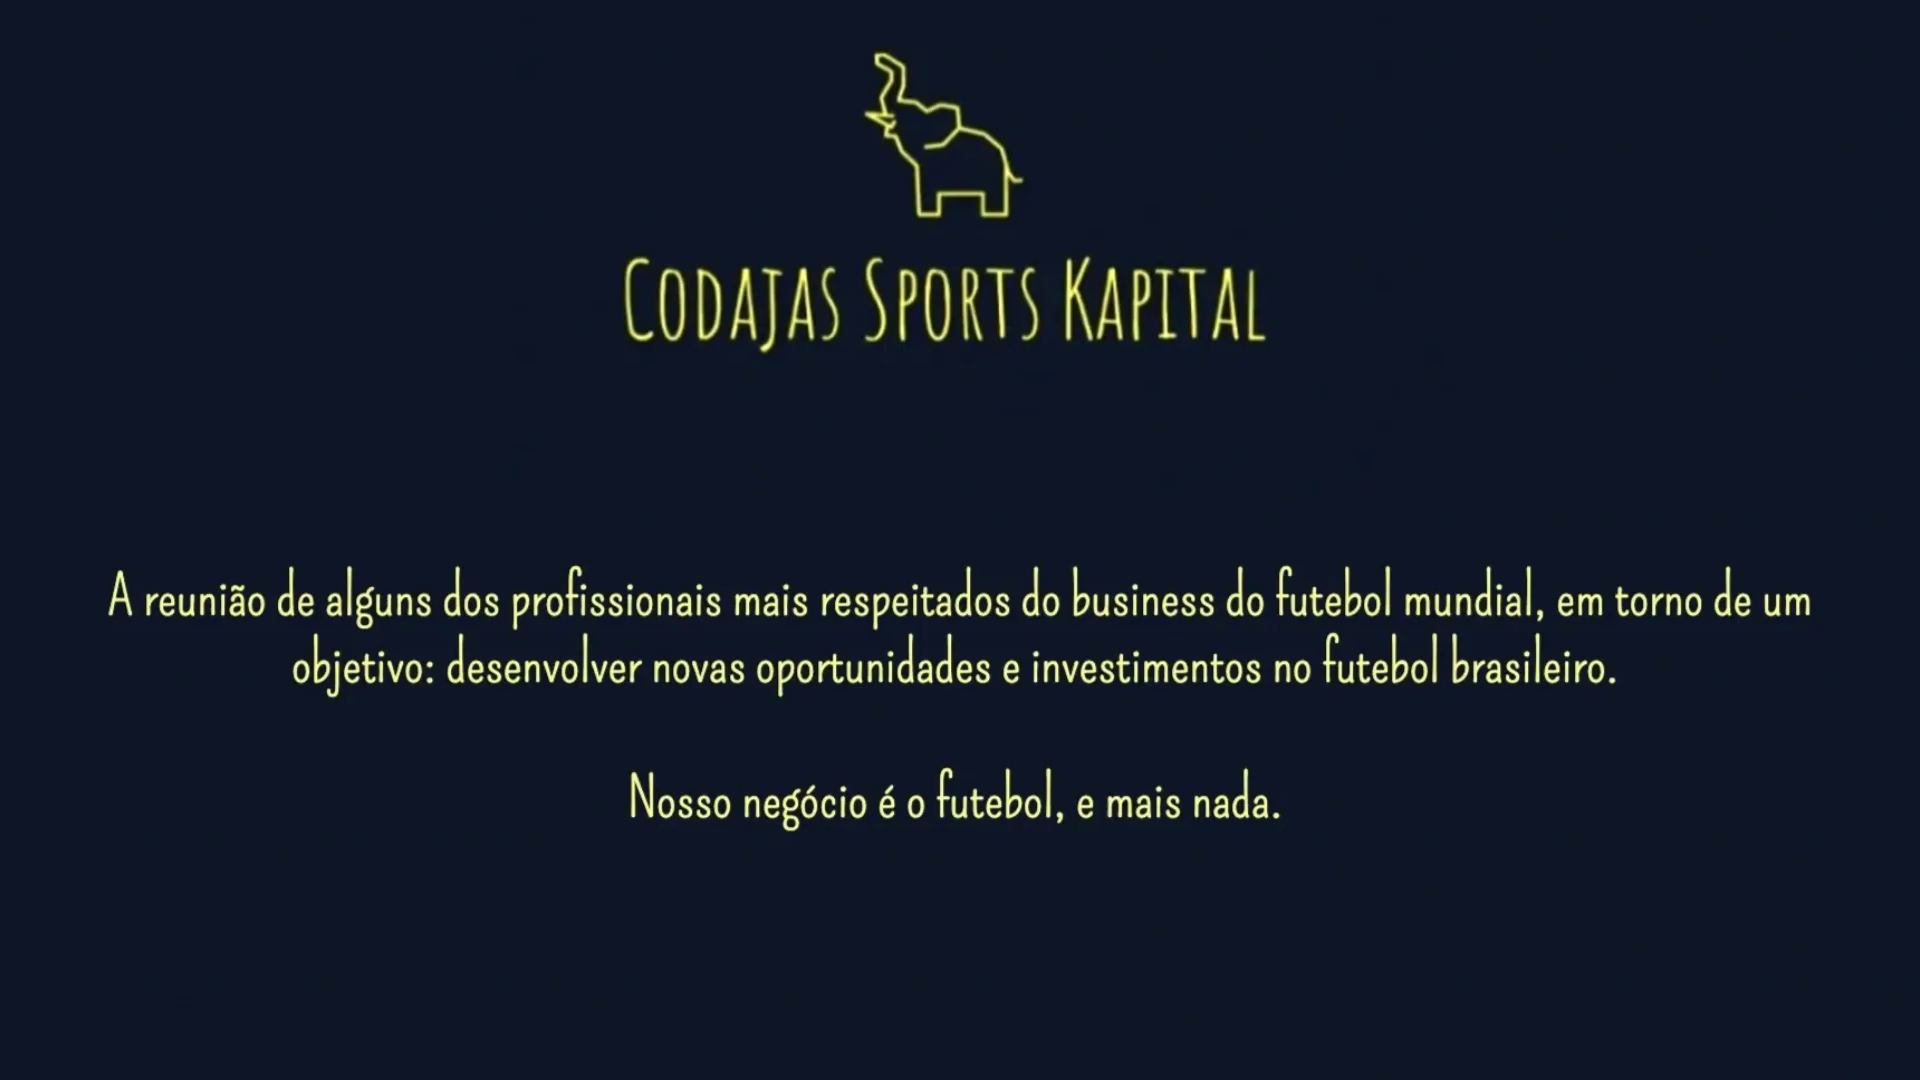 CODAJAS SPORTS KAPITAL
A reunião de alguns dos profissionais mais respeitados do business do futebol mundial, em torno de um
objetivo: desenvolver novas oportunidades e investimentos no futebol brasileiro.
Nosso negócio é o futebol, e mais nada.